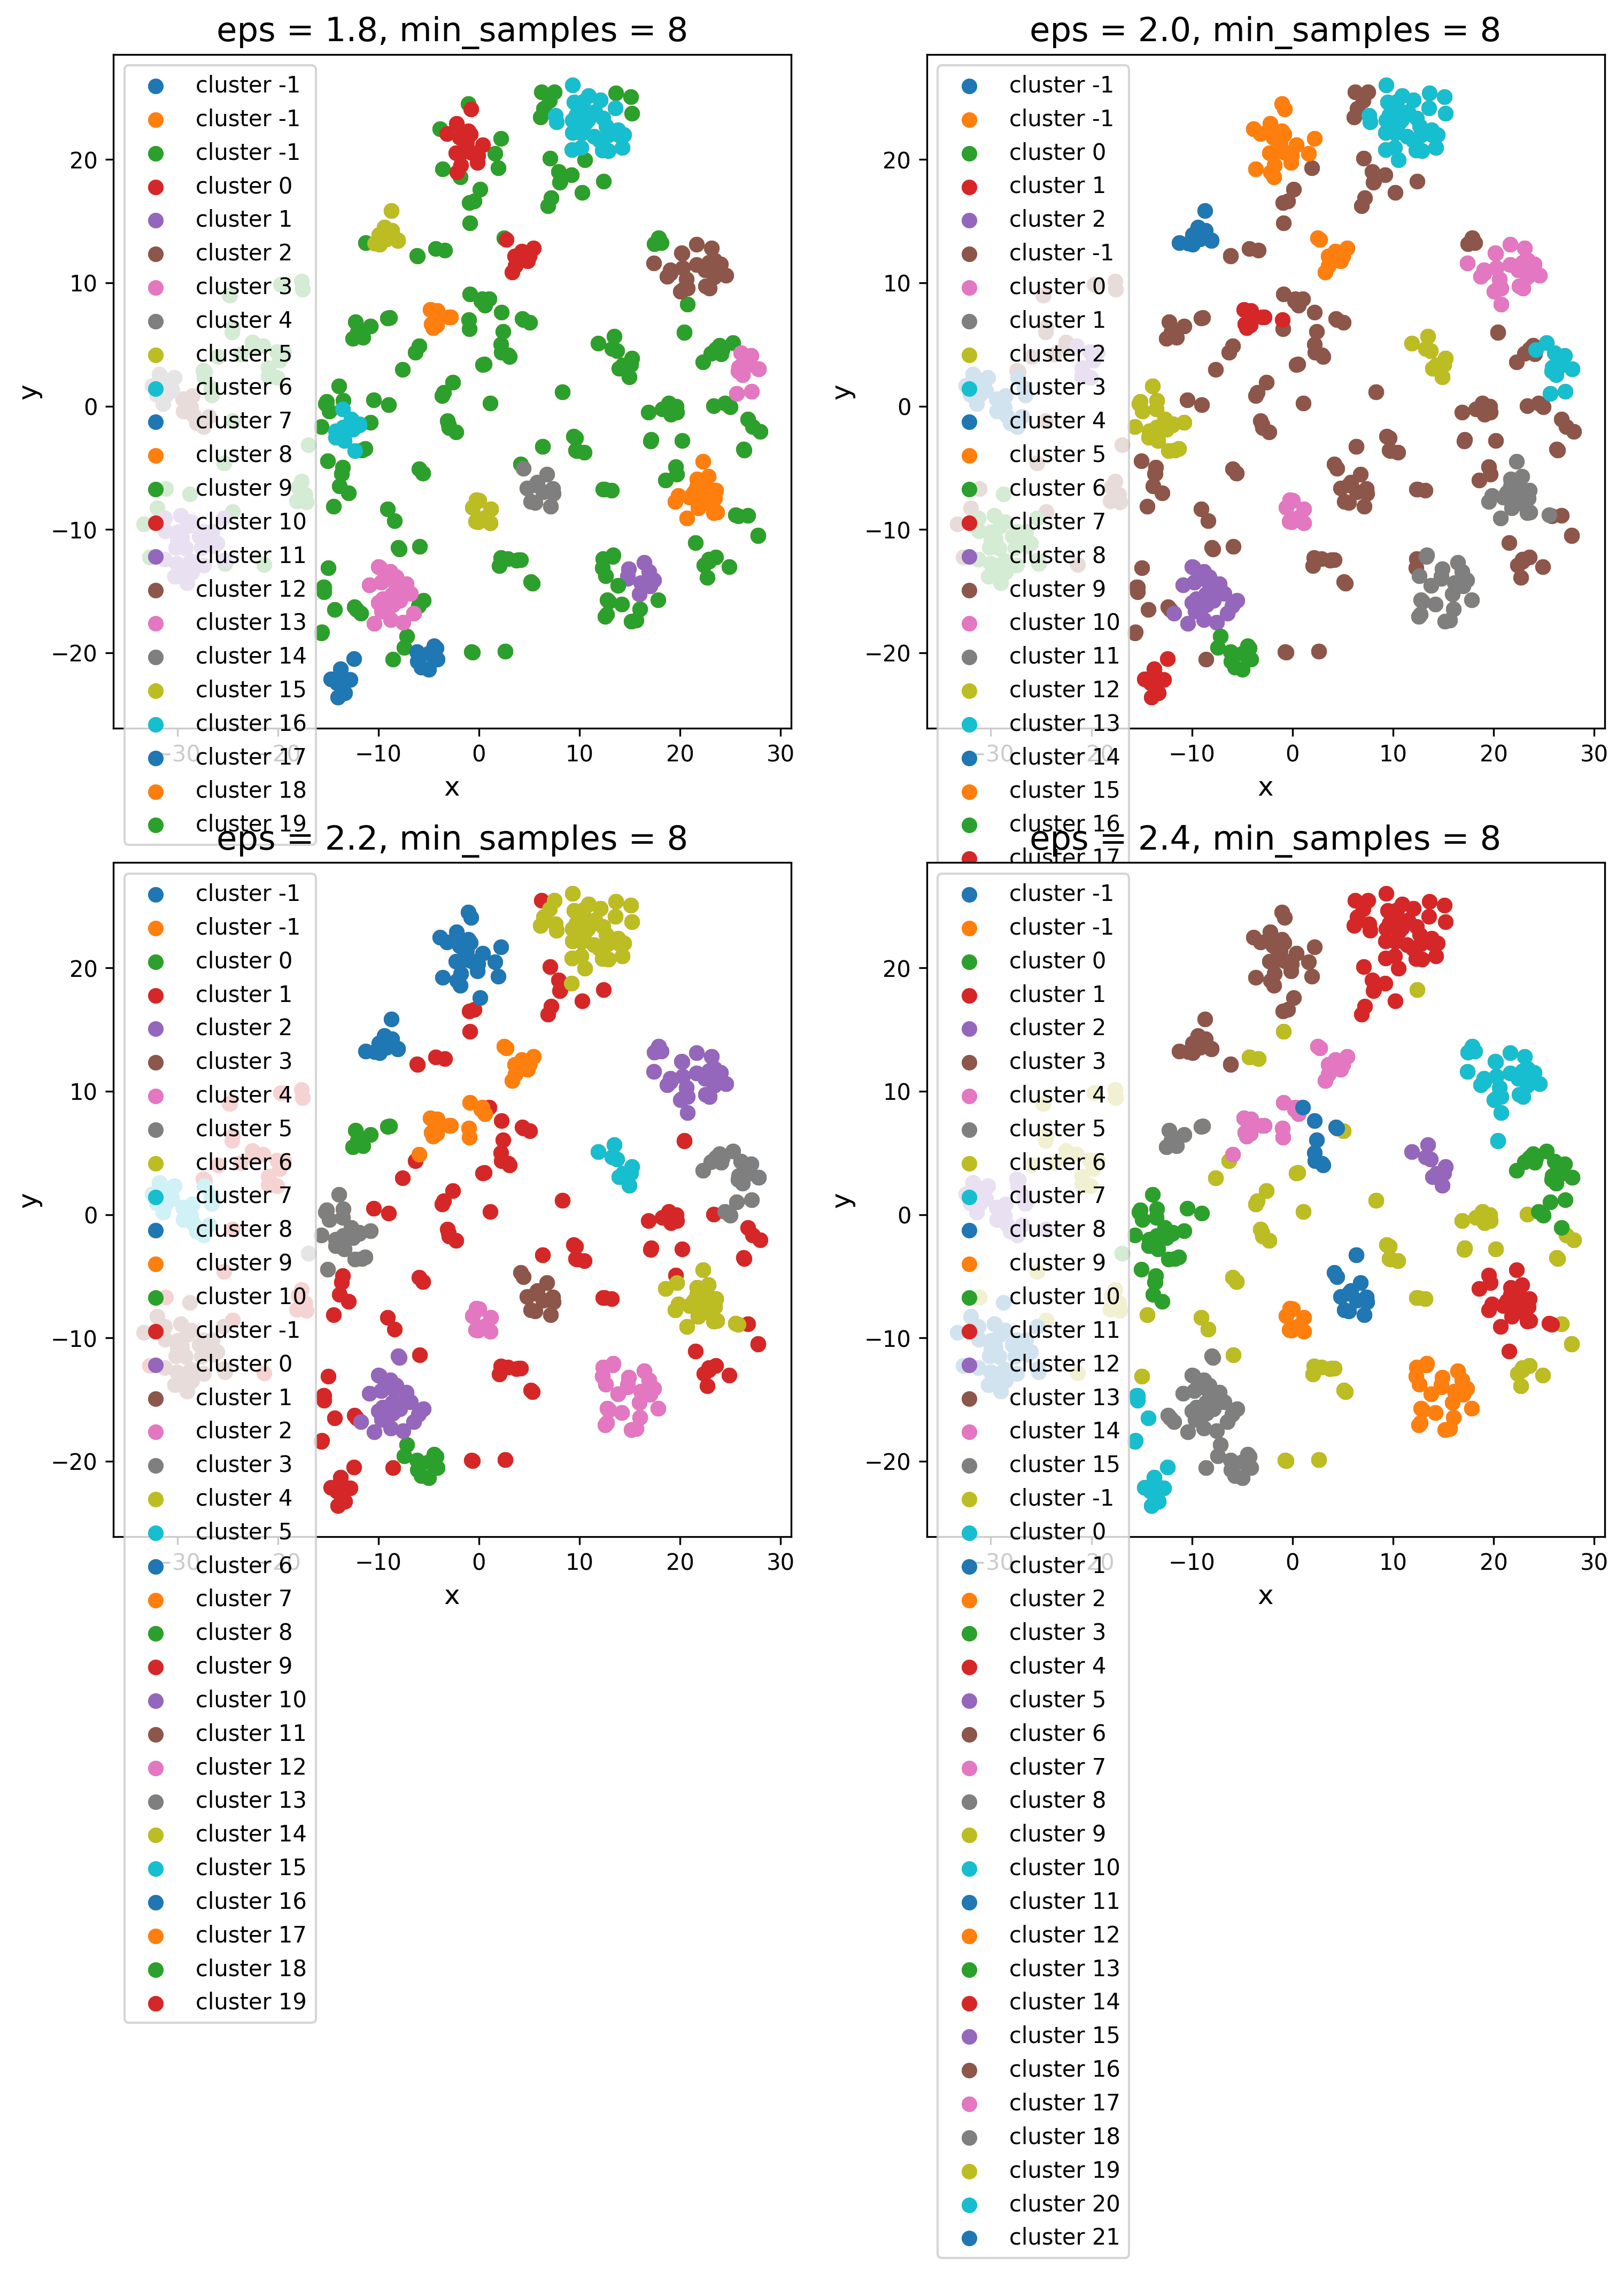 eps = 1.8, min_samples = 8
cluster -1
cluster -1
cluster -1
cluster 0
cluster 1
cluster 2
cluster 3
cluster 4
cluster 5
cluster 6
cluster 7
cluster 8
cluster 9
cluster 10
cluster 11
cluster 12
cluster 13
cluster 14
cluster 15
cluster 16
cluster 17
cluster 18
cluster 19
20
10
0
−10
−20
y
−30
−20
−10
0
10
20
30
x
eps = 2.0, min_samples = 8
cluster -1
cluster -1
cluster 0
cluster 1
cluster 2
cluster -1
cluster 0
cluster 1
cluster 2
cluster 3
cluster 4
cluster 5
cluster 6
cluster 7
cluster 8
cluster 9
cluster 10
cluster 11
cluster 12
cluster 13
cluster 14
cluster 15
cluster 16
cluster 17
20
10
0
−10
−20
y
−30
−20
−10
0
10
20
30
x
eps = 2.2, min_samples = 8
cluster -1
cluster -1
cluster 0
cluster 1
cluster 2
cluster 3
cluster 4
cluster 5
cluster 6
cluster 7
cluster 8
cluster 9
cluster 10
cluster -1
cluster 0
cluster 1
cluster 2
cluster 3
cluster 4
cluster 5
cluster 6
cluster 7
cluster 8
cluster 9
cluster 10
cluster 11
cluster 12
cluster 13
cluster 14
cluster 15
cluster 16
cluster 17
cluster 18
cluster 19
20
10
0
−10
−20
y
−30
−20
−10
0
10
20
30
x
eps = 2.4, min_samples = 8
cluster -1
cluster -1
cluster 0
cluster 1
cluster 2
cluster 3
cluster 4
cluster 5
cluster 6
cluster 7
cluster 8
cluster 9
cluster 10
cluster 11
cluster 12
cluster 13
cluster 14
cluster 15
cluster -1
cluster 0
cluster 1
cluster 2
cluster 3
cluster 4
cluster 5
cluster 6
cluster 7
cluster 8
cluster 9
cluster 10
cluster 11
cluster 12
cluster 13
cluster 14
cluster 15
cluster 16
cluster 17
cluster 18
cluster 19
cluster 20
cluster 21
20
10
0
−10
−20
y
−30
−20
−10
0
10
20
30
x